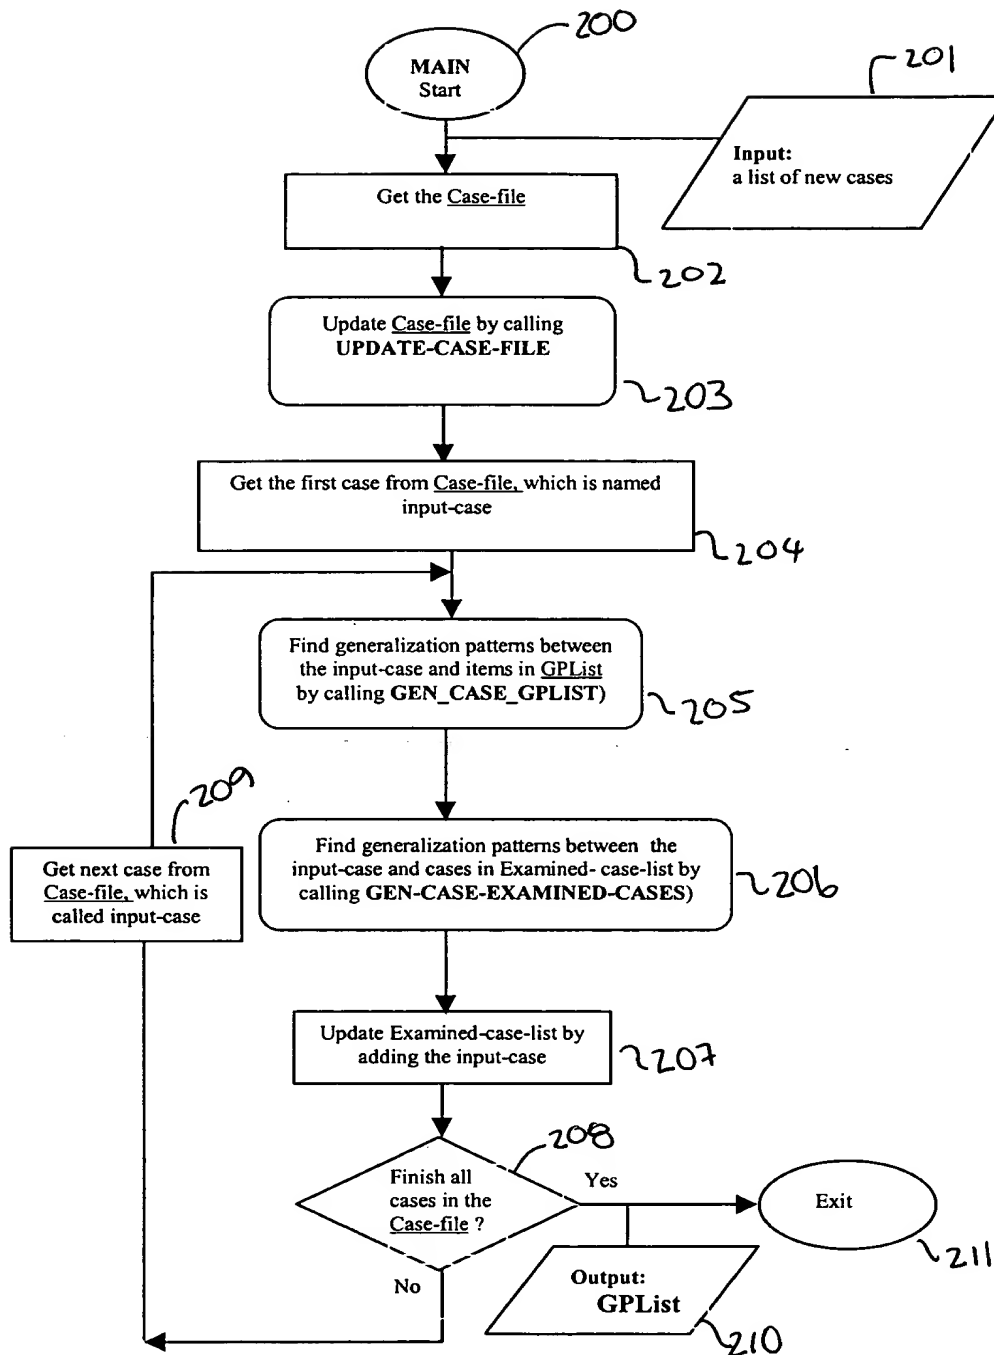 200
MAIN
Start
201
Input:
a list of new cases
Get the Case-file
202
Update Case-file by calling
UPDATE-CASE-FILE
203
Get the first case from Case-file, which is named
input-case
204
Find generalization patterns between
the input-case and items in GPList
by calling GEN_CASE_GPLIST)
205
209
Get next case from
Case-file, which is
called input-case
Find generalization patterns between the
input-case and cases in Examined- case-list by
calling GEN-CASE-EXAMINED-CASES)
206
Update Examined-case-list by
adding the input-case
207
208
Finish all
cases in the
Case-file ?
Yes
Exit
211
No
Output:
GPList
210